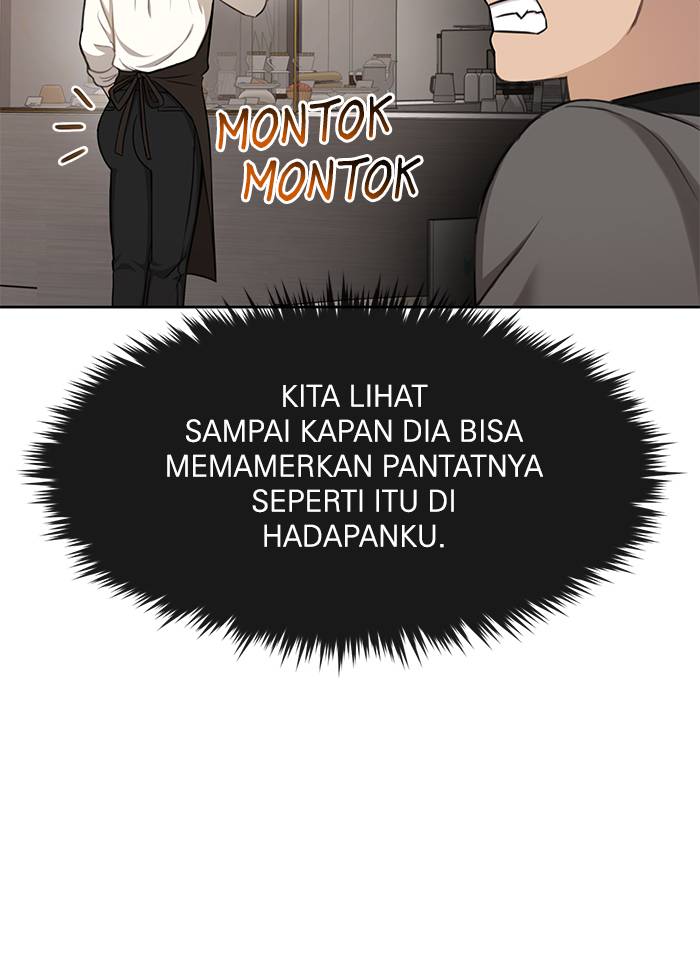 MONTOK
MONTOK
KITA LIHAT
SAMPAI KAPAN DIA BISA
MEMAMERKAN PANTATNYA
SEPERTI ITU DI
HADAPANKU.